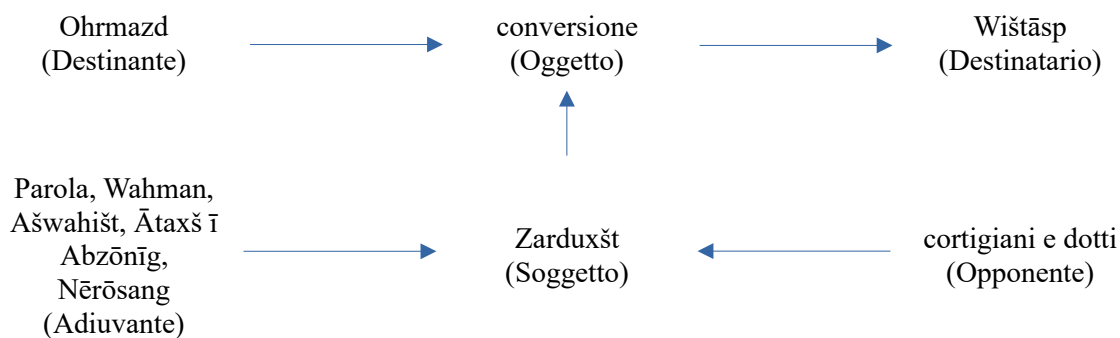 Ohrmazd
(Destinante)
conversione
(Oggetto)
Wištāsp
(Destinatario)
Parola, Wahman,
Ašwahišt, Ātaxš ī
Abzōnīg,
Nērōsang
(Adiuvante)
Zarduxšt
(Soggetto)
cortigiani e dotti
(Opponente)